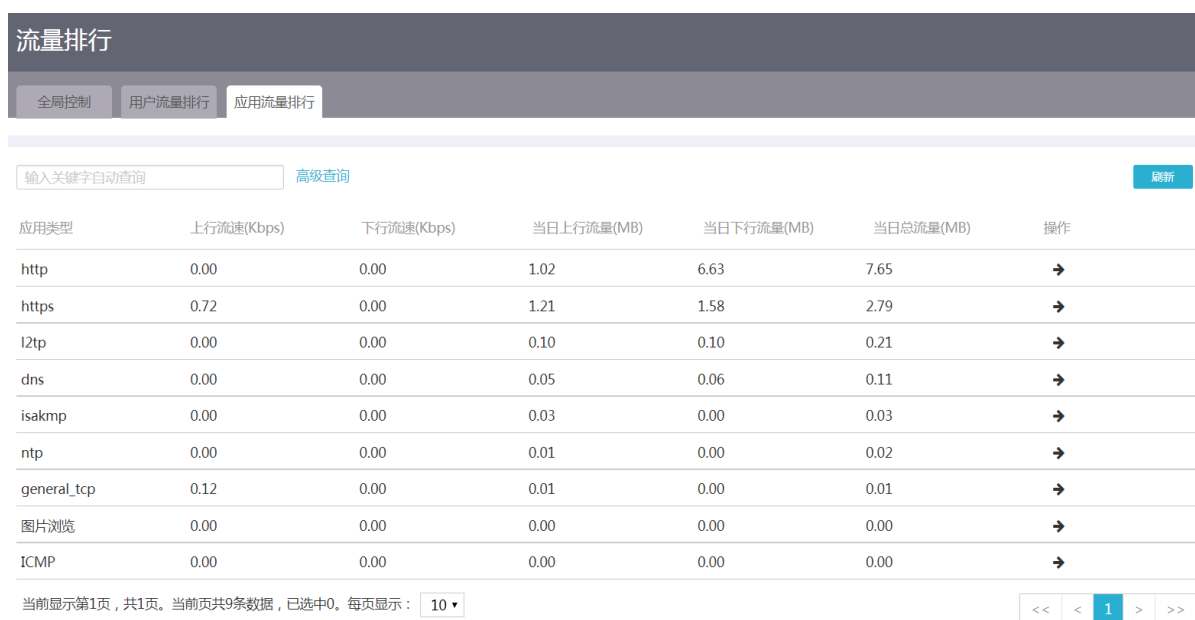 流量排行
全局控制 用户流量排行 应用流量排行
输入关键字自动查询 高级查询 刷新
应用类型 上行流速(Kbps) 下行流速(Kbps) 当日上行流量(MB) 当日下行流量(MB) 当日总流量(MB) 操作
http 0.00 0.00 1.02 6.63 7.65
https 0.72 0.00 1.21 1.58 2.79
l2tp 0.00 0.00 0.10 0.10 0.21
dns 0.00 0.00 0.05 0.06 0.11
isakmp 0.00 0.00 0.03 0.00 0.03
ntp 0.00 0.00 0.01 0.00 0.02
general_tcp 0.12 0.00 0.01 0.00 0.01
图片浏览 0.00 0.00 0.00 0.00 0.00
ICMP 0.00 0.00 0.00 0.00 0.00
当前显示第1页，共1页。当前页共9条数据，已选中0。每页显示： 10 << < 1 > >>